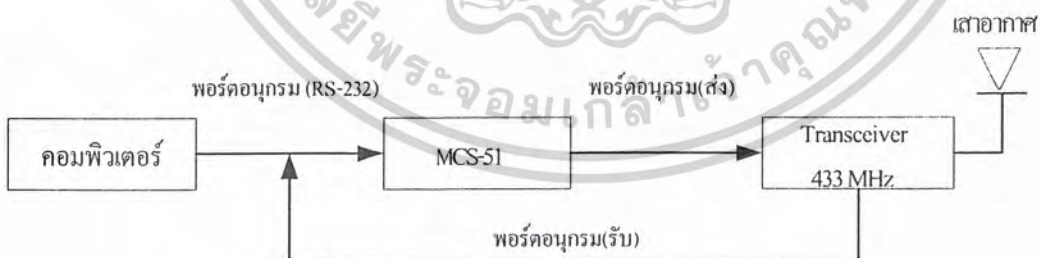 เสาอากาศ
พอร์ตอนุกรม (RS-232)
พอร์ตอนุกรม(ส่ง)
คอมพิวเตอร์
MCS-51
Transceiver
433 MHz
พอร์ตอนุกรม(รับ)